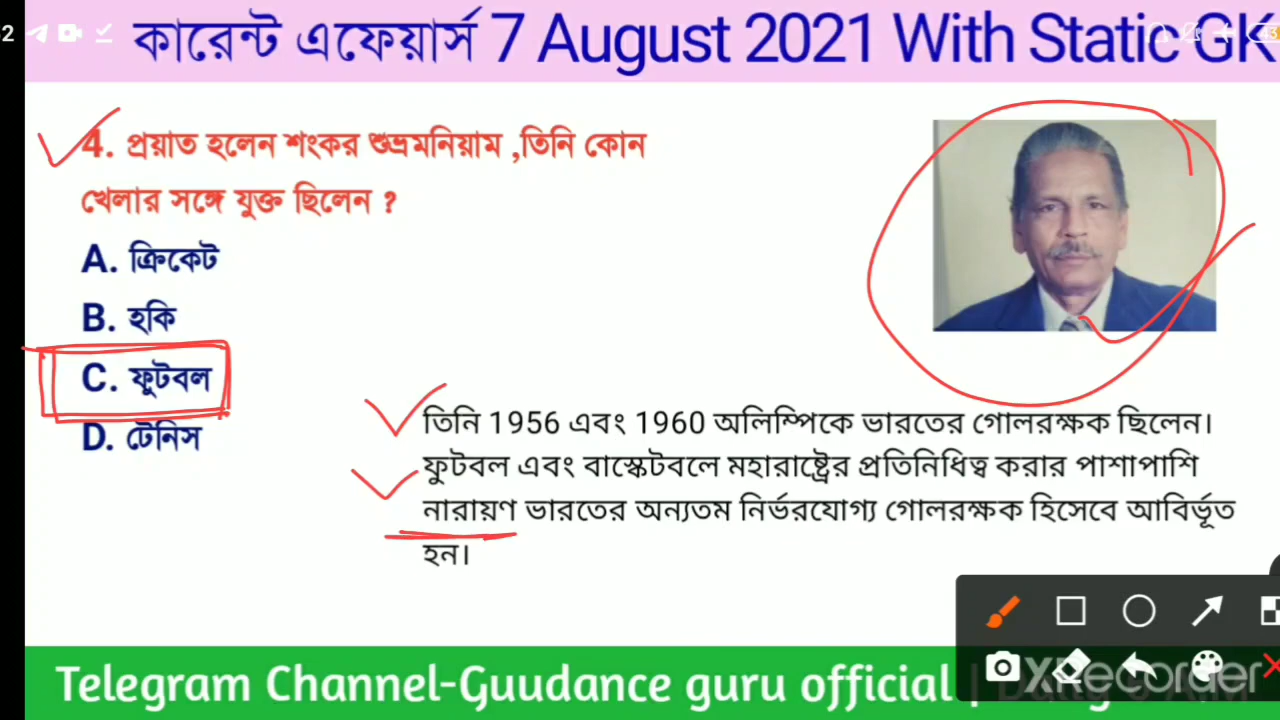 কারেন্ট এফেয়ার্স 7 August 2021 With Static GK
4. প্রয়াত হলেন শংকর শুভ্রমনিয়াম ,তিনি কোন
খেলার সঙ্গে যুক্ত ছিলেন ?
A. ক্রিকেট
B. হকি
C. ফুটবল
D. টেনিস
তিনি 1956 এবং 1960 অলিম্পিকে ভারতের গোলরক্ষক ছিলেন।
ফুটবল এবং বাস্কেটবলে মহারাষ্ট্রের প্রতিনিধিত্ব করার পাশাপাশি
নারায়ণ ভারতের অন্যতম নির্ভরযোগ্য গোলরক্ষক হিসেবে আবির্ভূত
হন।
Telegram Channel-Guudance guru official |
XRecorder